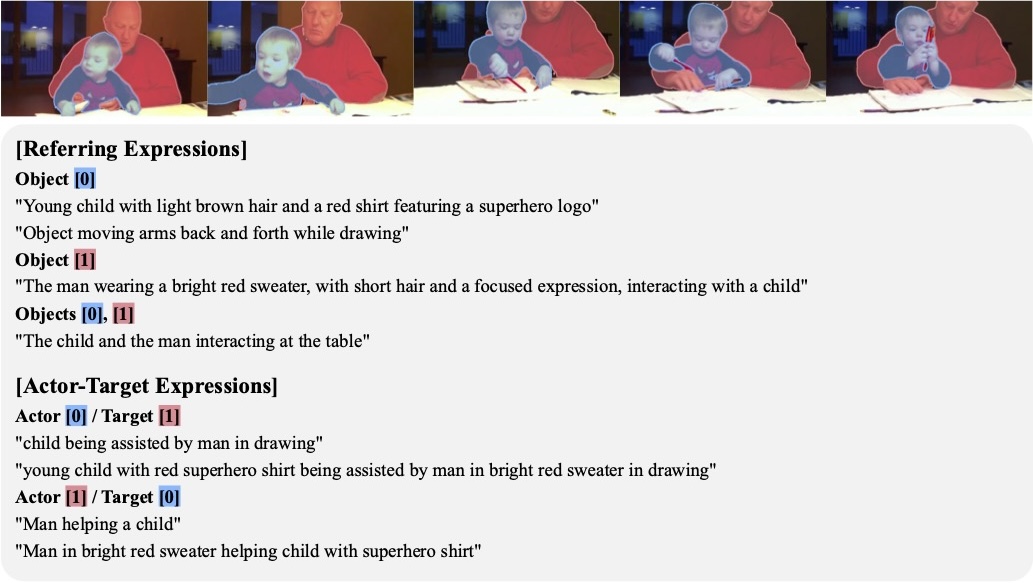 [Referring Expressions]
Object [0]
"Young child with light brown hair and a red shirt featuring a superhero logo"
"Object moving arms back and forth while drawing"
Object [1]
"The man wearing a bright red sweater, with short hair and a focused expression, interacting with a child"
Objects [0], [1]
"The child and the man interacting at the table"
[Actor-Target Expressions]
Actor [0] / Target [1]
"child being assisted by man in drawing"
"young child with red superhero shirt being assisted by man in bright red sweater in drawing"
Actor [1] / Target [0]
"Man helping a child"
"Man in bright red sweater helping child with superhero shirt"